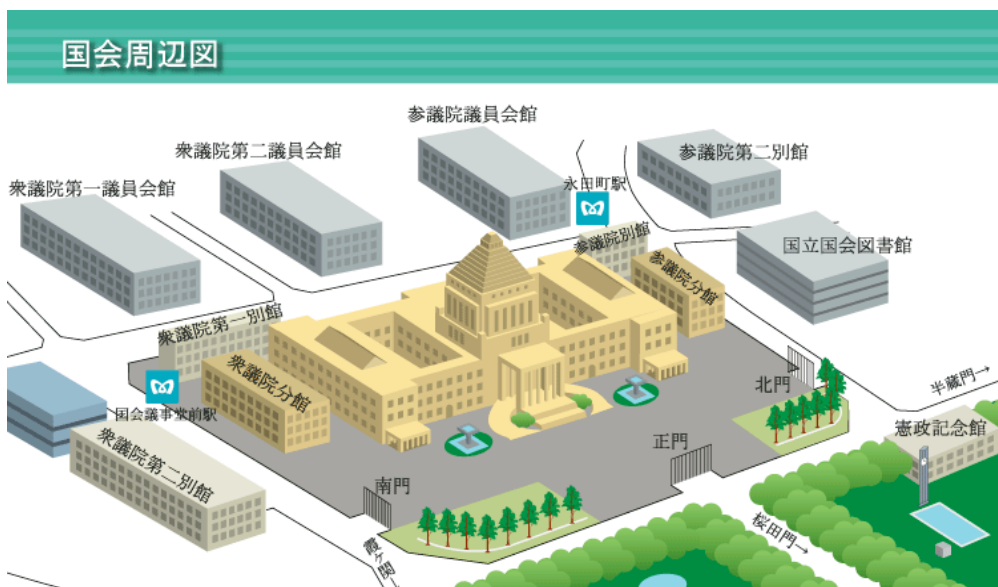 国会周辺図
参議院議員会館
衆議院第二議員会館
参議院第二別館
衆議院第一議員会館
永田町駅
参議院別館
国立国会図書館
参議院分館
衆議院第一別館
衆議院分館
北門
半蔵門→
国会議事堂前駅
憲政記念館
衆議院第二別館
正門
南門
桜田門→
霞ヶ関→